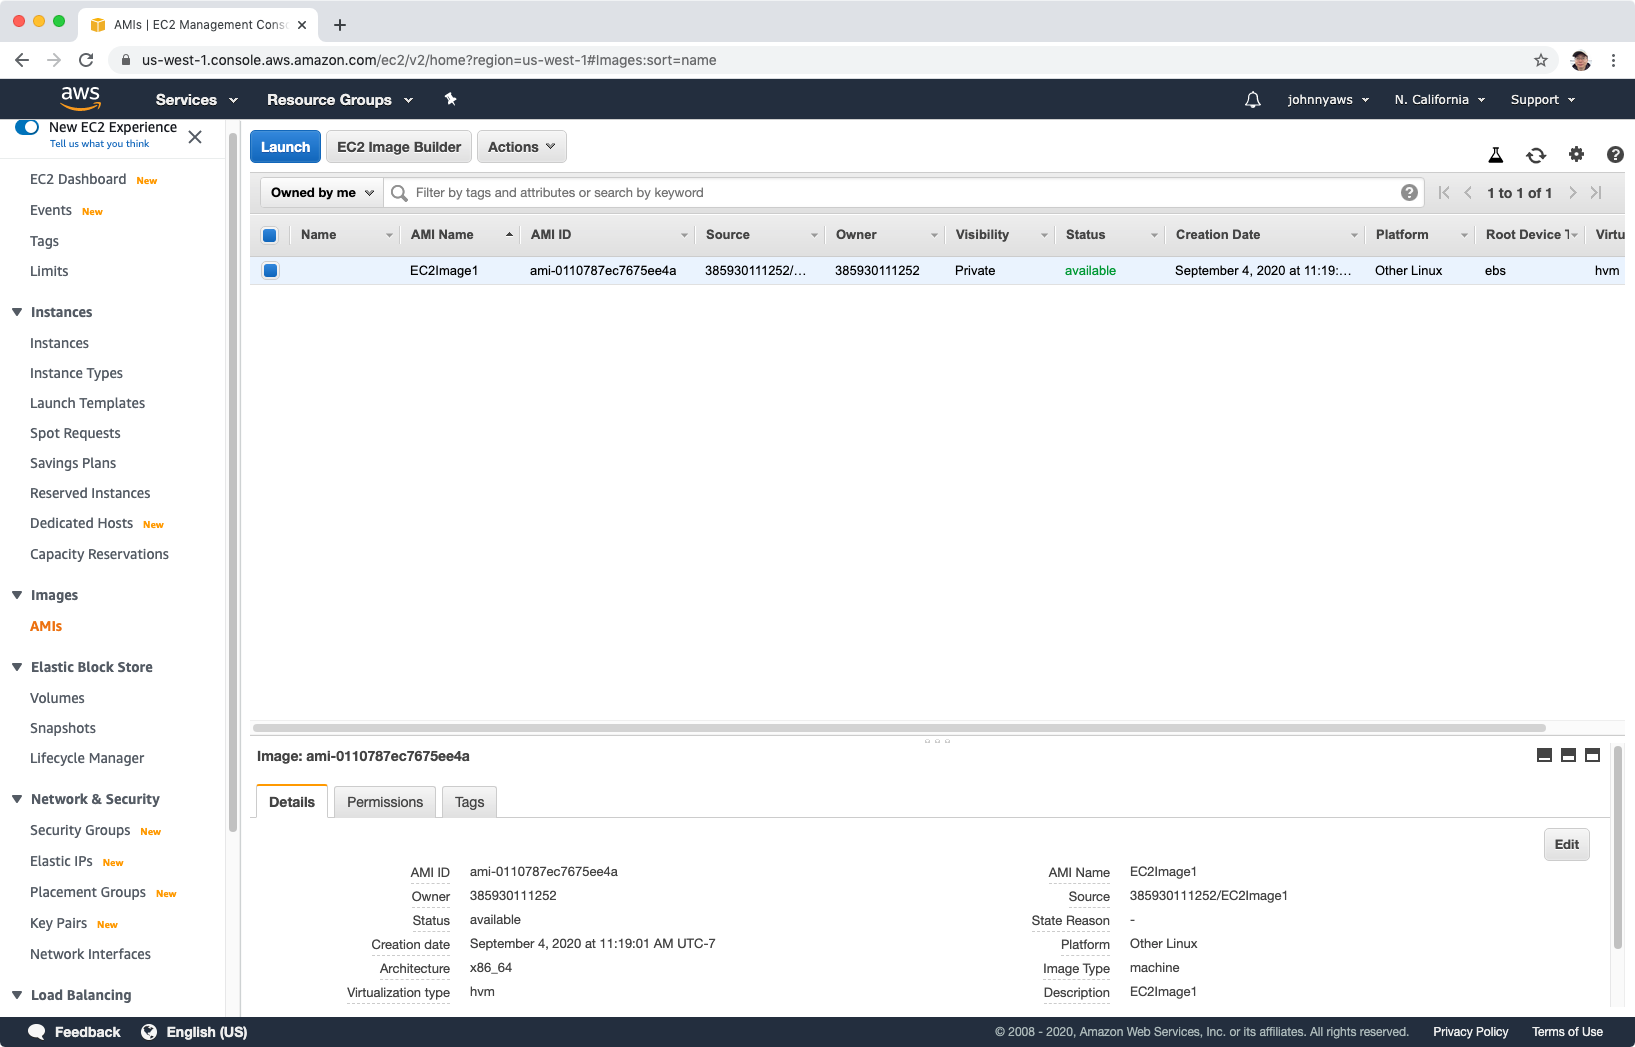 AMIs | EC2 Management Cons
us-west-1.console.aws.amazon.com/ec2/v2/home?region=us-west-1#Images:sort=name
aws Services Resource Groups johnnyaws N. California Support
New EC2 Experience
Tell us what you think
EC2 Dashboard New
Events New
Tags
Limits
Instances
Instances
Instance Types
Launch Templates
Spot Requests
Savings Plans
Reserved Instances
Dedicated Hosts New
Capacity Reservations
Images
AMIs
Elastic Block Store
Volumes
Snapshots
Lifecycle Manager
Network & Security
Security Groups New
Elastic IPs New
Placement Groups New
Key Pairs New
Network Interfaces
Load Balancing
Launch EC2 Image Builder Actions
Owned by me Filter by tags and attributes or search by keyword 1 to 1 of 1
Name AMI Name AMI ID Source Owner Visibility Status Creation Date Platform Root Device T Virtu
EC2Image1 ami-0110787ec7675ee4a 385930111252/... 385930111252 Private available September 4, 2020 at 11:19:... Other Linux ebs hvm
Image: ami-0110787ec7675ee4a
Details Permissions Tags
Edit
AMI ID ami-0110787ec7675ee4a AMI Name EC2Image1
Owner 385930111252 Source 385930111252/EC2Image1
Status available State Reason -
Creation date September 4, 2020 at 11:19:01 AM UTC-7 Platform Other Linux
Architecture x86_64 Image Type machine
Virtualization type hvm Description EC2Image1
Feedback English (US) © 2008 - 2020, Amazon Web Services, Inc. or its affiliates. All rights reserved. Privacy Policy Terms of Use